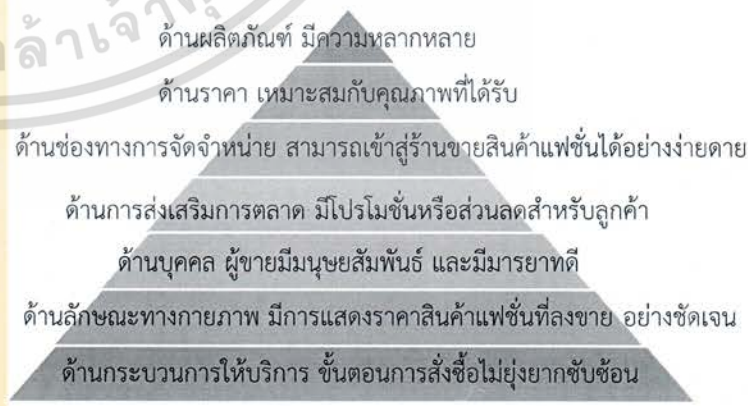 ด้านผลิตภัณฑ์ มีความหลากหลาย
ด้านราคา เหมาะสมกับคุณภาพที่ได้รับ
ด้านช่องทางการจัดจำหน่าย สามารถเข้าสู่ร้านขายสินค้าแฟชั่นได้อย่างง่ายดาย
ด้านการส่งเสริมการตลาด มีโปรโมชั่นหรือส่วนลดสำหรับลูกค้า
ด้านบุคคล ผู้ขายมีมนุษยสัมพันธ์ และมีมารยาทดี
ด้านลักษณะทางกายภาพ มีการแสดงราคาสินค้าแฟชั่นที่ลงขาย อย่างชัดเจน
ด้านกระบวนการให้บริการ ขั้นตอนการสั่งซื้อไม่ยุ่งยากซับซ้อน